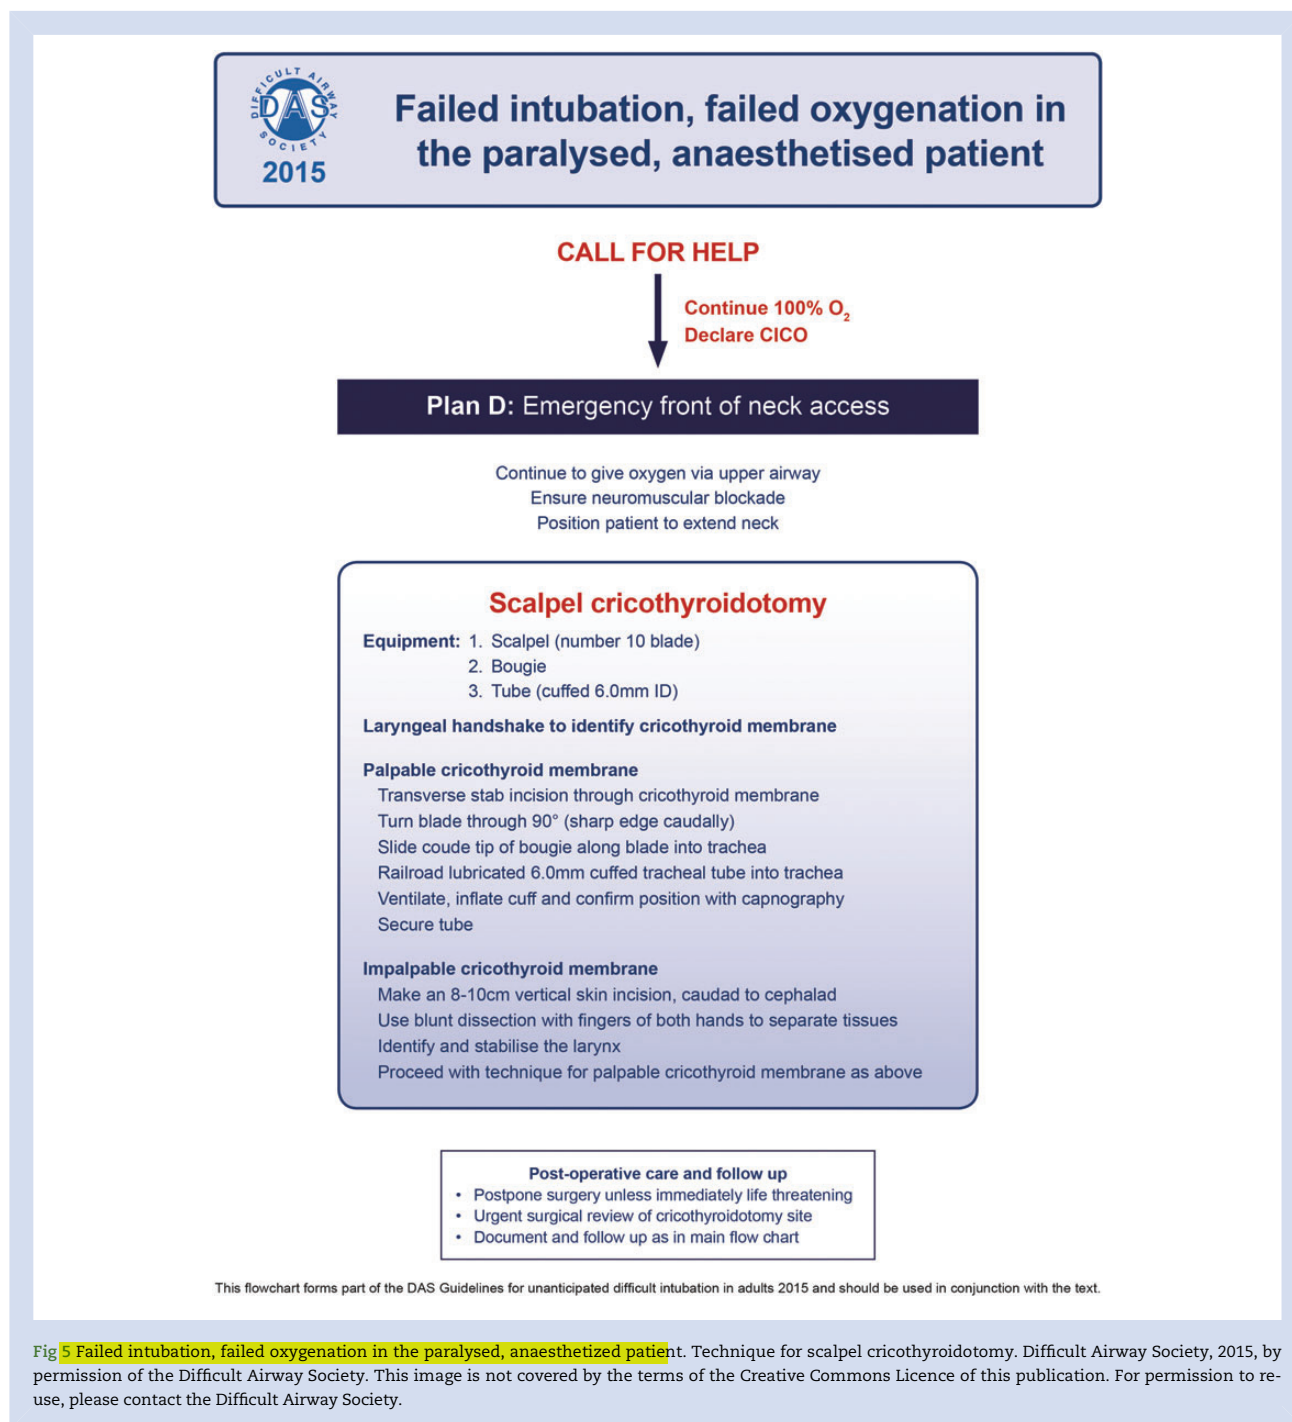 DIFFICULT AIRWAY SOCIETY
DAS
2015
Failed intubation, failed oxygenation in
the paralysed, anaesthetised patient
CALL FOR HELP
Continue 100% O2
Declare CICO
Plan D: Emergency front of neck access
Continue to give oxygen via upper airway
Ensure neuromuscular blockade
Position patient to extend neck
Scalpel cricothyroidotomy
Equipment: 1. Scalpel (number 10 blade)
2. Bougie
3. Tube (cuffed 6.0mm ID)
Laryngeal handshake to identify cricothyroid membrane
Palpable cricothyroid membrane
Transverse stab incision through cricothyroid membrane
Turn blade through 90° (sharp edge caudally)
Slide coude tip of bougie along blade into trachea
Railroad lubricated 6.0mm cuffed tracheal tube into trachea
Ventilate, inflate cuff and confirm position with capnography
Secure tube
Impalpable cricothyroid membrane
Make an 8-10cm vertical skin incision, caudad to cephalad
Use blunt dissection with fingers of both hands to separate tissues
Identify and stabilise the larynx
Proceed with technique for palpable cricothyroid membrane as above
Post-operative care and follow up
• Postpone surgery unless immediately life threatening
• Urgent surgical review of cricothyroidotomy site
• Document and follow up as in main flow chart
This flowchart forms part of the DAS Guidelines for unanticipated difficult intubation in adults 2015 and should be used in conjunction with the text.
Fig 5 Failed intubation, failed oxygenation in the paralysed, anaesthetized patient. Technique for scalpel cricothyroidotomy. Difficult Airway Society, 2015, by
permission of the Difficult Airway Society. This image is not covered by the terms of the Creative Commons Licence of this publication. For permission to re-
use, please contact the Difficult Airway Society.